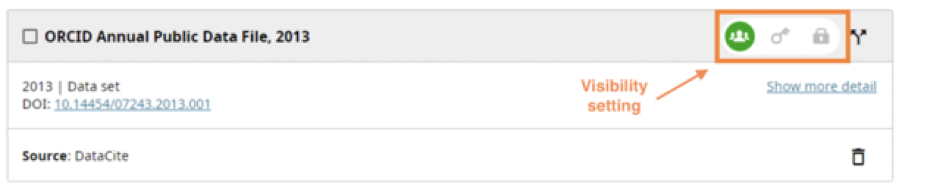 ORCID Annual Public Data File, 2013
2013 | Data set
DOI: 10.14454/07243.2013.001
Visibility
setting
Show more detail
Source: DataCite